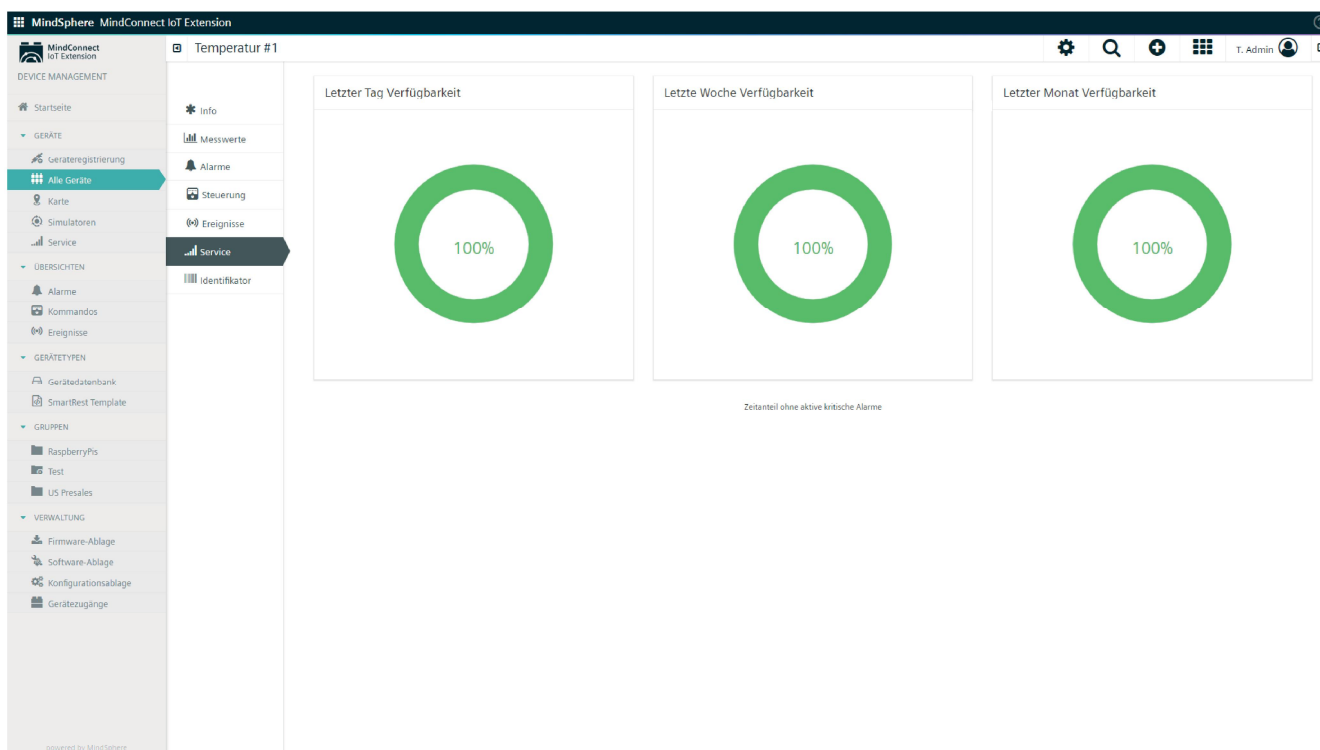 MindSphere MindConnect IoT Extension
MindConnect
IoT Extension
DEVICE MANAGEMENT
Startseite
GERÄTE
Geräteregistrierung
Alle Geräte
Karte
Simulatoren
Service
ÜBERSICHTEN
Alarme
Kommandos
Ereignisse
GERÄTETYPEN
Gerätedatenbank
SmartRest Template
GRUPPEN
RaspberryPis
Test
US Presales
VERWALTUNG
Firmware-Ablage
Software-Ablage
Konfigurationsablage
Gerätezugänge
powered by MindSphere
Temperatur #1
T. Admin
Info
Messwerte
Alarme
Steuerung
Ereignisse
Service
Identifikator
Letzter Tag Verfügbarkeit
100%
Letzte Woche Verfügbarkeit
100%
Letzter Monat Verfügbarkeit
100%
Zeitanteil ohne aktive kritische Alarme